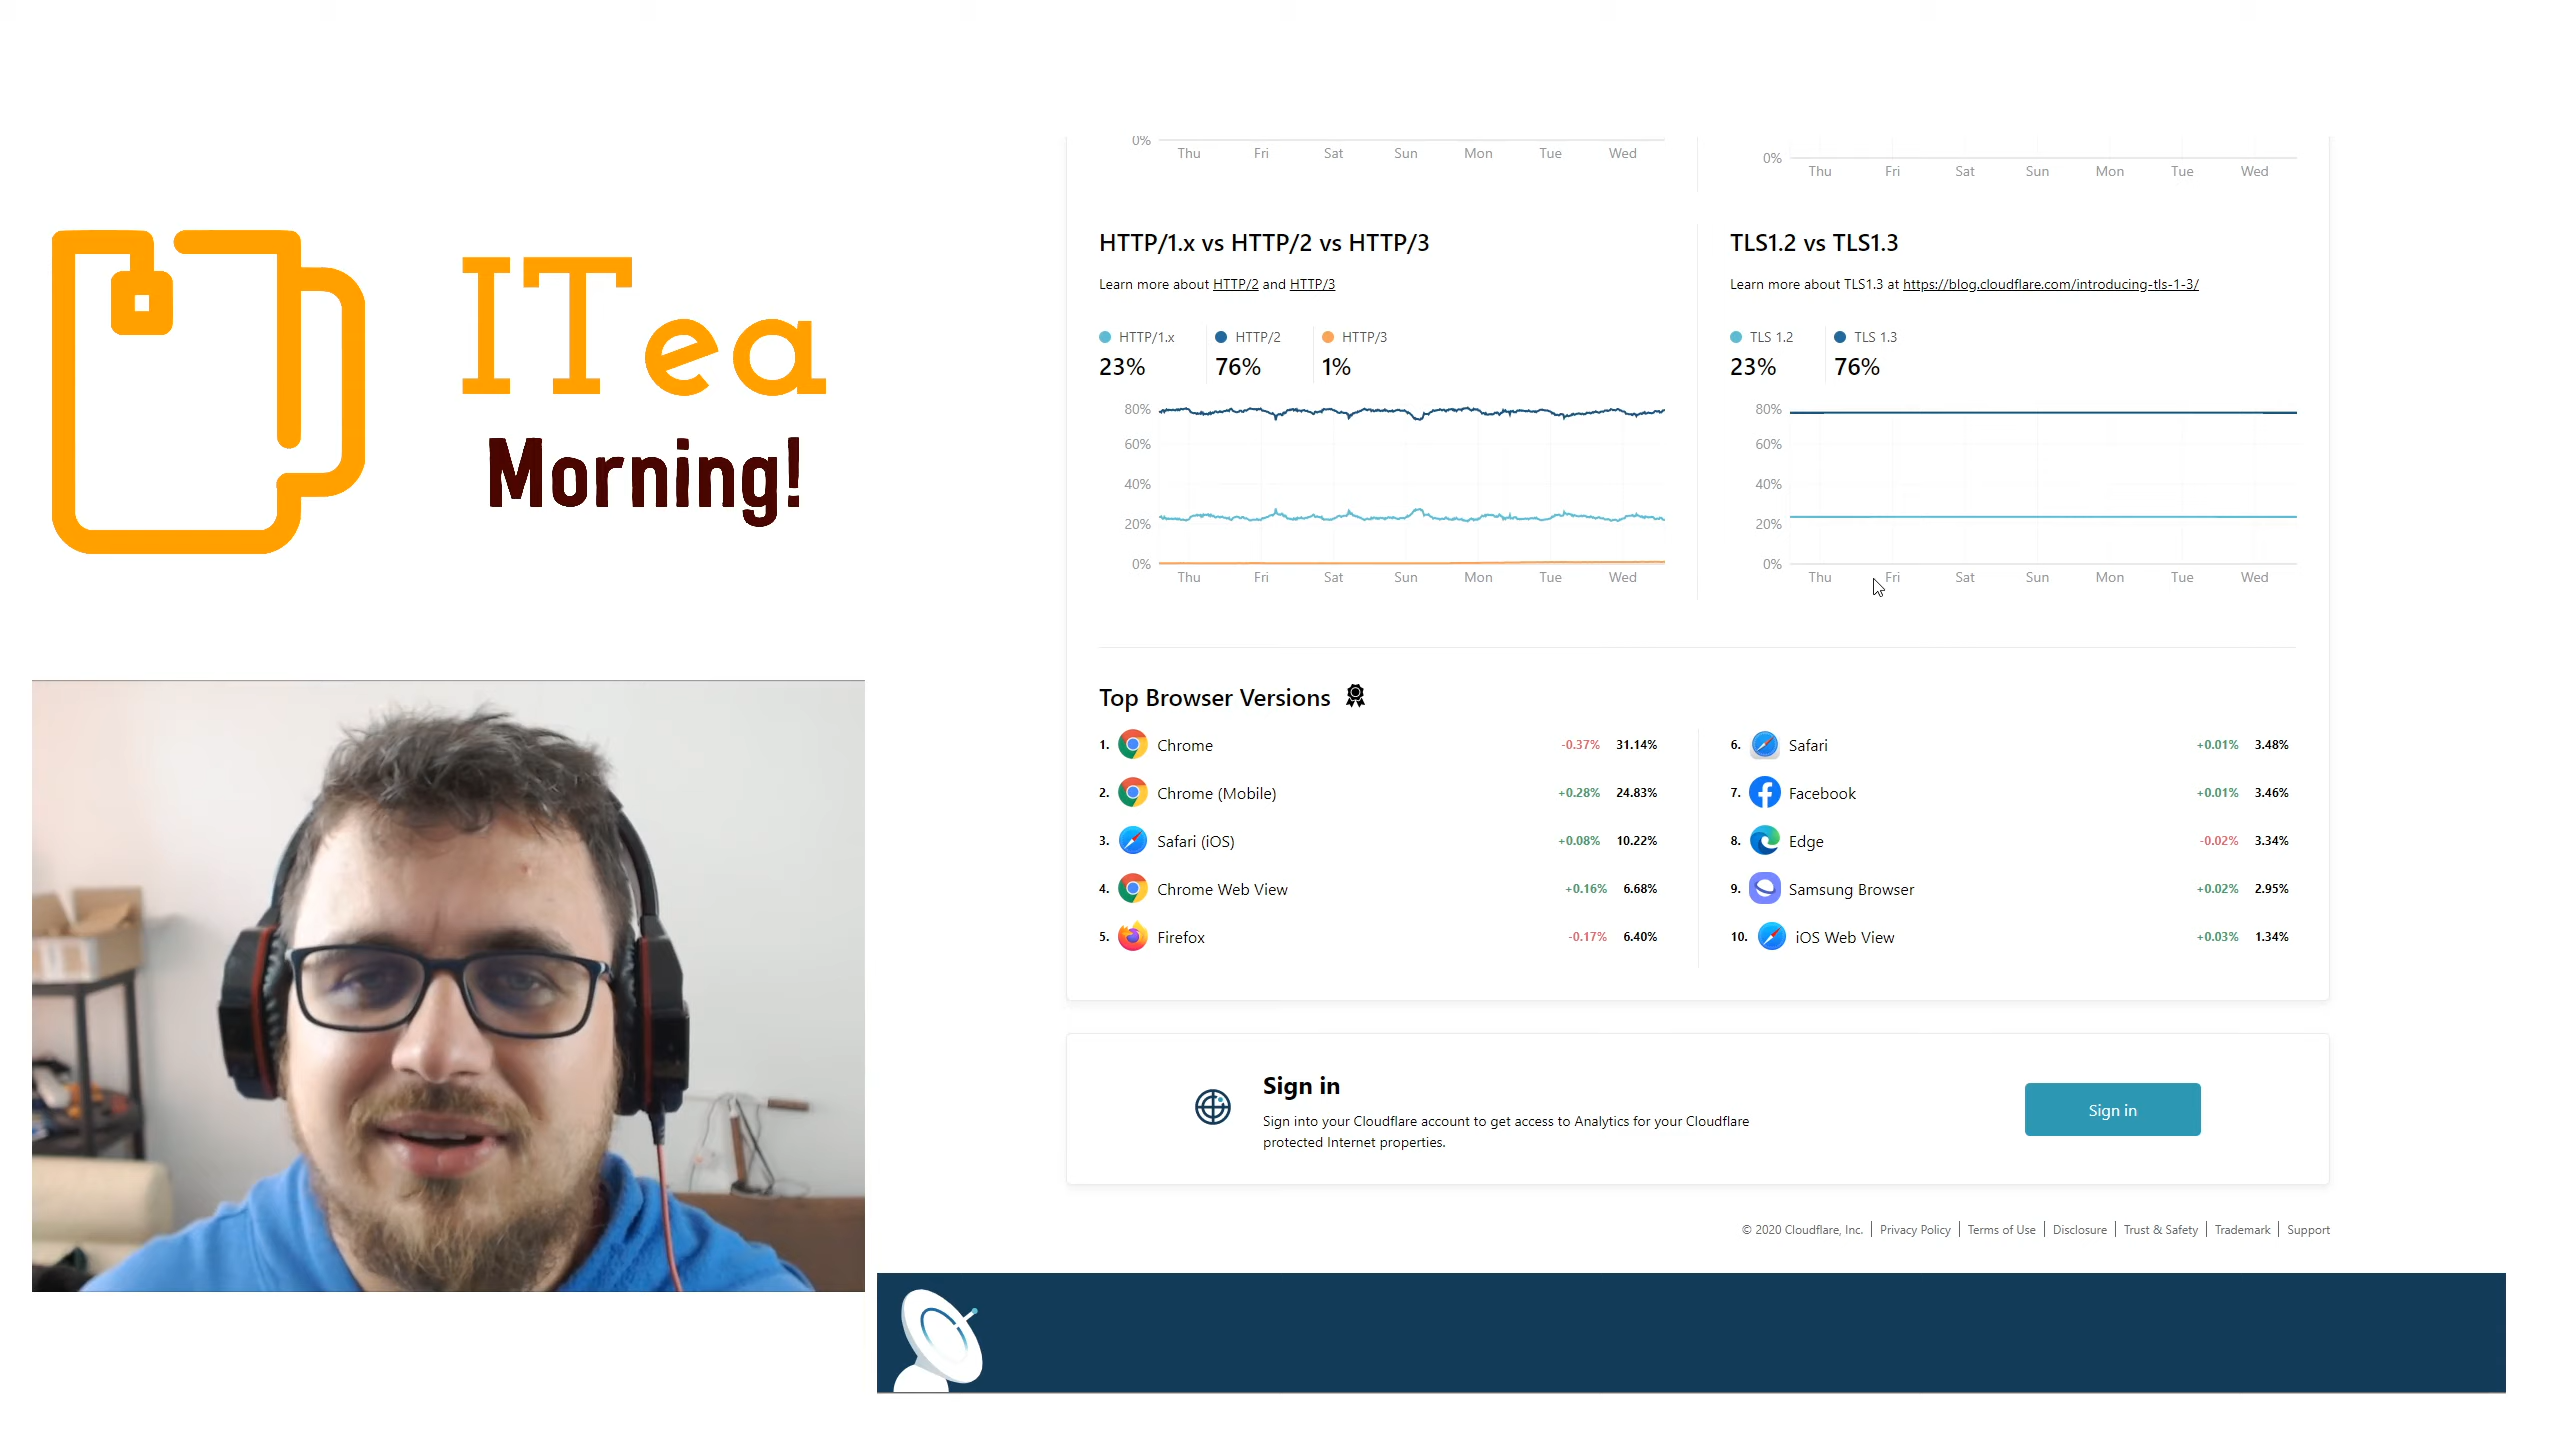 ITea
Morning!
0%
Thu Fri Sat Sun Mon Tue Wed
0%
Thu Fri Sat Sun Mon Tue Wed
HTTP/1.x vs HTTP/2 vs HTTP/3
Learn more about HTTP/2 and HTTP/3
HTTP/1.x HTTP/2 HTTP/3
23% 76% 1%
80%
60%
40%
20%
0%
Thu Fri Sat Sun Mon Tue Wed
TLS1.2 vs TLS1.3
Learn more about TLS1.3 at https://blog.cloudflare.com/introducing-tls-1-3/
TLS 1.2 TLS 1.3
23% 76%
80%
60%
40%
20%
0%
Thu Fri Sat Sun Mon Tue Wed
Top Browser Versions
1. Chrome -0.37% 31.14%
2. Chrome (Mobile) +0.28% 24.83%
3. Safari (iOS) +0.08% 10.22%
4. Chrome Web View +0.16% 6.68%
5. Firefox -0.17% 6.40%
6. Safari +0.01% 3.48%
7. Facebook +0.01% 3.46%
8. Edge -0.02% 3.34%
9. Samsung Browser +0.02% 2.95%
10. iOS Web View +0.03% 1.34%
Sign in
Sign into your Cloudflare account to get access to Analytics for your Cloudflare
protected Internet properties.
Sign in
© 2020 Cloudflare, Inc. | Privacy Policy | Terms of Use | Disclosure | Trust & Safety | Trademark | Support